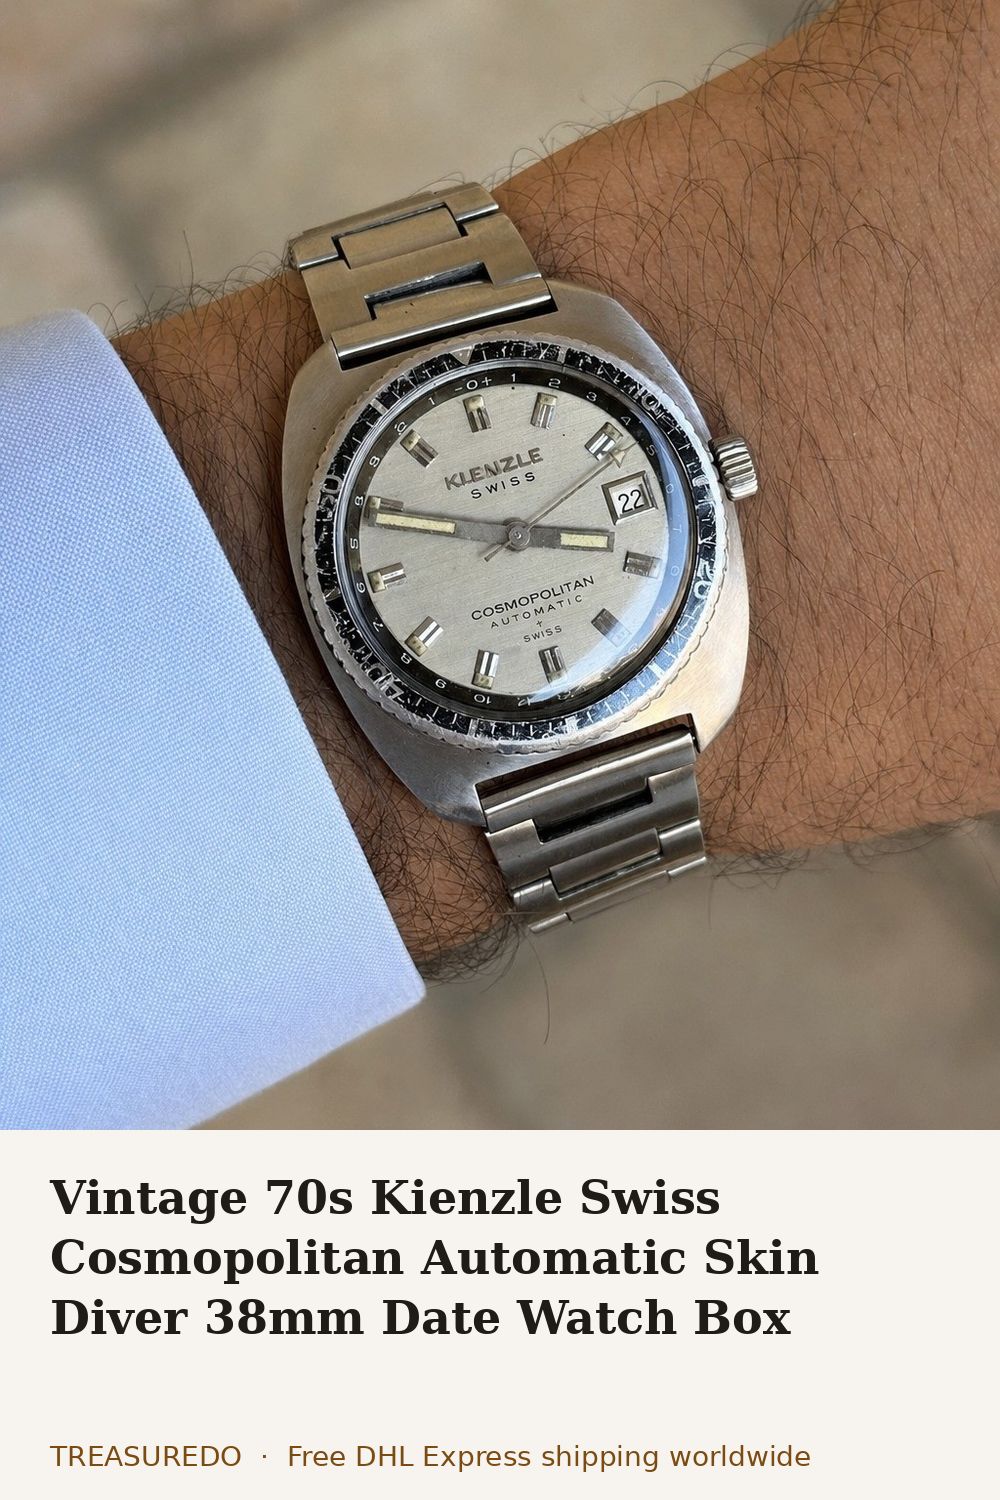 KIENZLE
SWISS
22
COSMOPOLITAN
AUTOMATIC
SWISS
Vintage 70s Kienzle Swiss
Cosmopolitan Automatic Skin
Diver 38mm Date Watch Box
TREASUREDO · Free DHL Express shipping worldwide